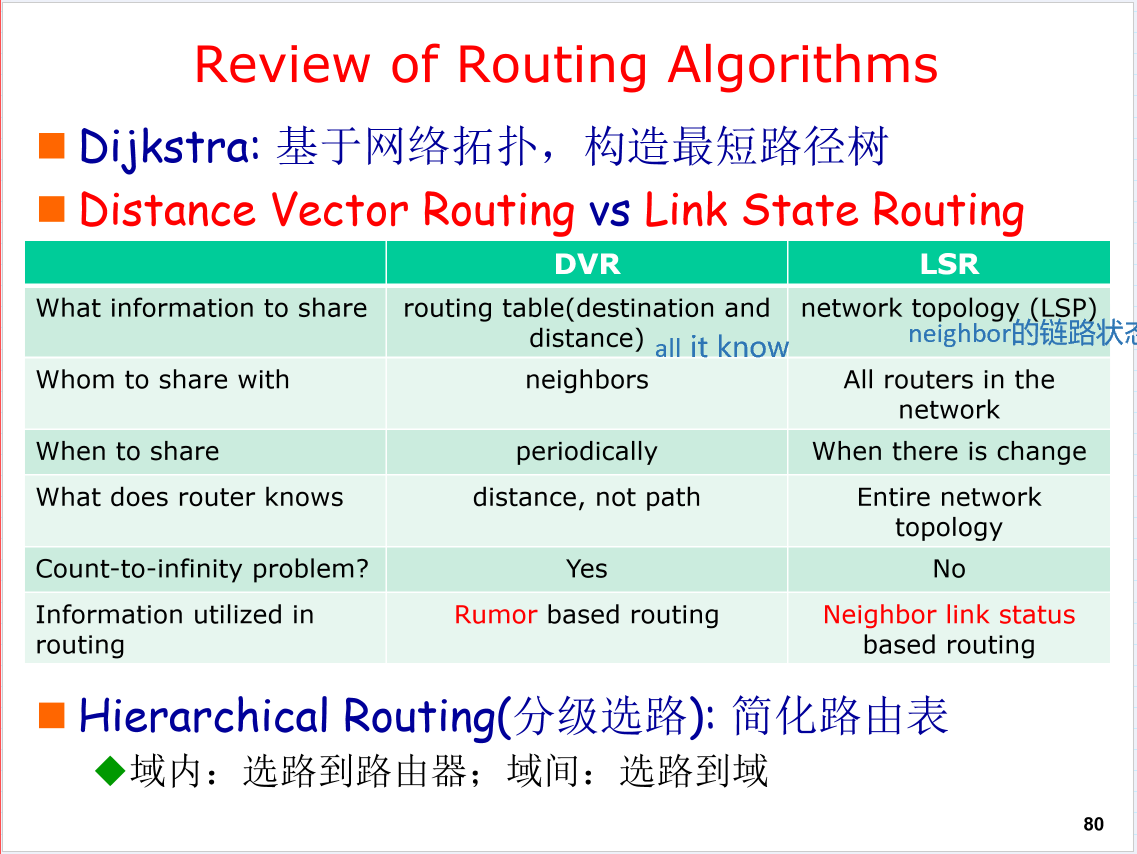 Review of Routing Algorithms
Dijkstra: 基于网络拓扑，构造最短路径树
Distance Vector Routing vs Link State Routing
DVR
LSR
What information to share
routing table(destination and
distance)
all it know
network topology (LSP)
neighbor的链路状态
Whom to share with
neighbors
All routers in the
network
When to share
periodically
When there is change
What does router knows
distance, not path
Entire network
topology
Count-to-infinity problem?
Yes
No
Information utilized in
routing
Rumor based routing
Neighbor link status
based routing
Hierarchical Routing(分级选路): 简化路由表
域内：选路到路由器；域间：选路到域
80